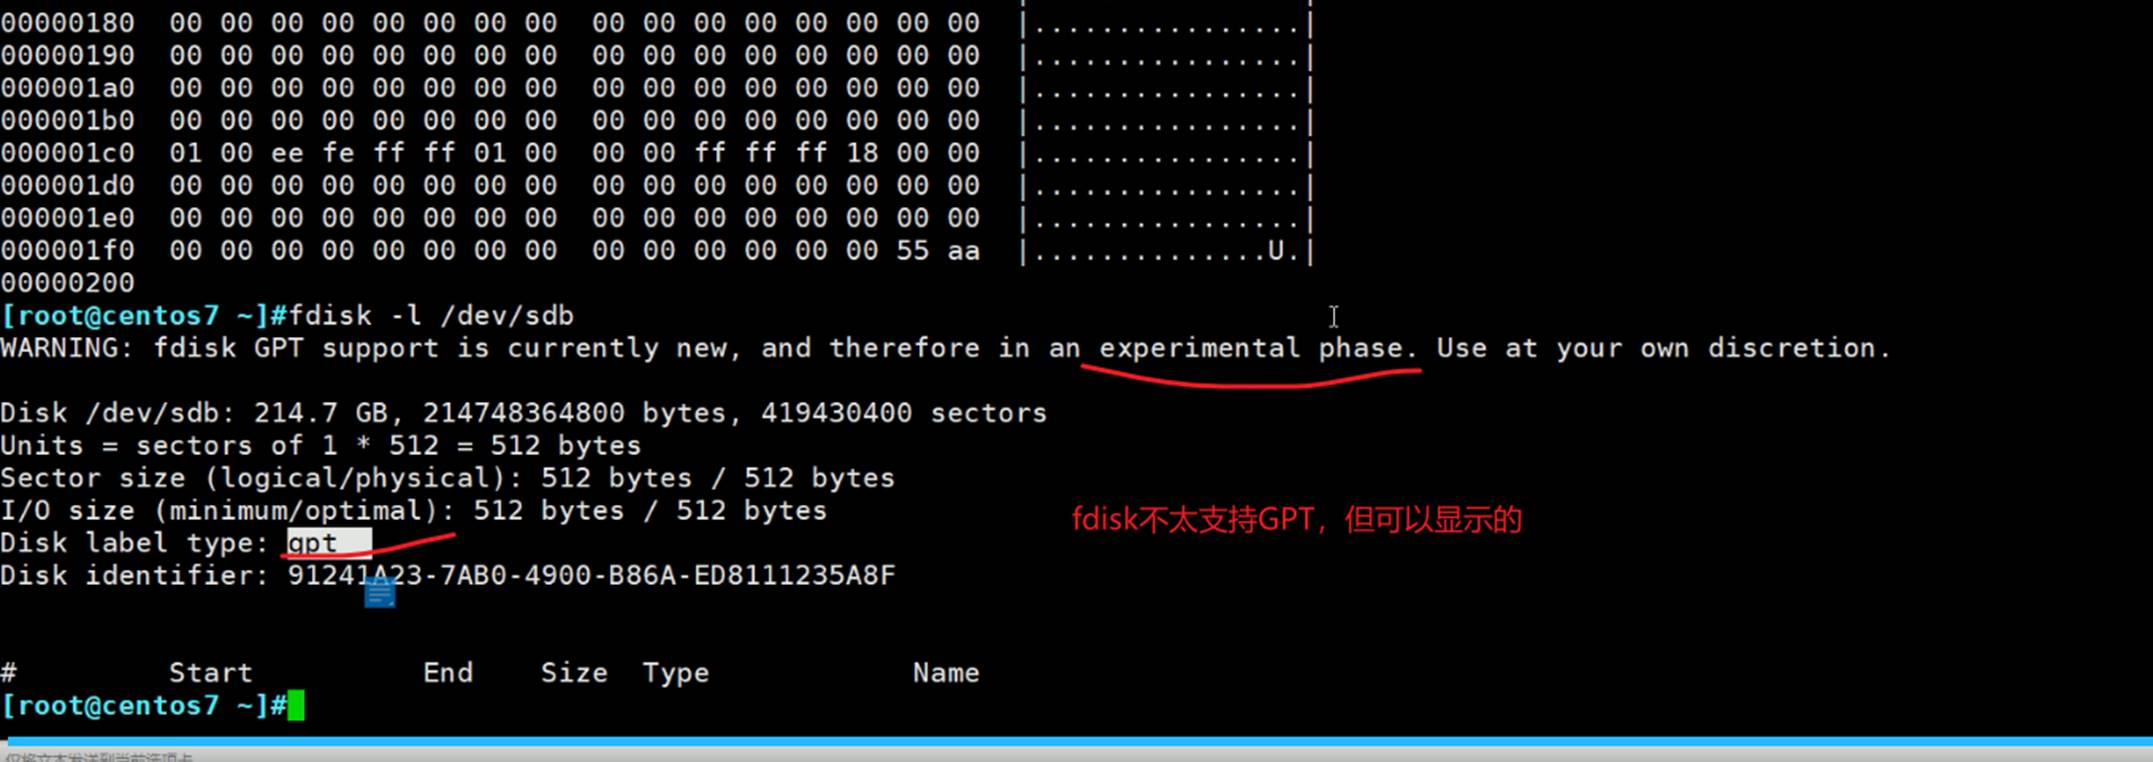 00000180  00 00 00 00 00 00 00 00  00 00 00 00 00 00 00 00  |................|
00000190  00 00 00 00 00 00 00 00  00 00 00 00 00 00 00 00  |................|
000001a0  00 00 00 00 00 00 00 00  00 00 00 00 00 00 00 00  |................|
000001b0  00 00 00 00 00 00 00 00  00 00 00 00 00 00 00 00  |................|
000001c0  01 00 ee fe ff ff 01 00  00 00 ff ff ff 18 00 00  |................|
000001d0  00 00 00 00 00 00 00 00  00 00 00 00 00 00 00 00  |................|
000001e0  00 00 00 00 00 00 00 00  00 00 00 00 00 00 00 00  |................|
000001f0  00 00 00 00 00 00 00 00  00 00 00 00 00 00 55 aa  |..............U.|
00000200
[root@centos7 ~]#fdisk -l /dev/sdb
WARNING: fdisk GPT support is currently new, and therefore in an experimental phase. Use at your own discretion.
Disk /dev/sdb: 214.7 GB, 214748364800 bytes, 419430400 sectors
Units = sectors of 1 * 512 = 512 bytes
Sector size (logical/physical): 512 bytes / 512 bytes
I/O size (minimum/optimal): 512 bytes / 512 bytes
fdisk不太支持GPT，但可以显示的
Disk label type: gpt
Disk identifier: 91241A23-7AB0-4900-B86A-ED8111235A8F
#         Start          End    Size  Type            Name
[root@centos7 ~]#